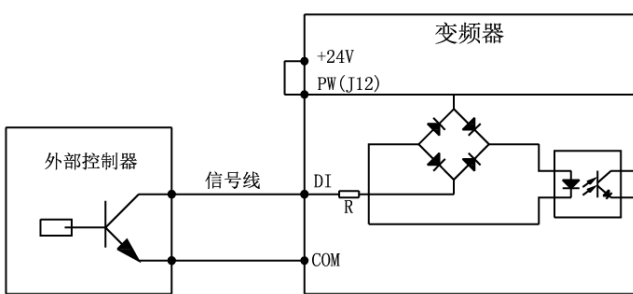 变频器
+24V
PW(J12)
外部控制器
信号线
DI
R
COM